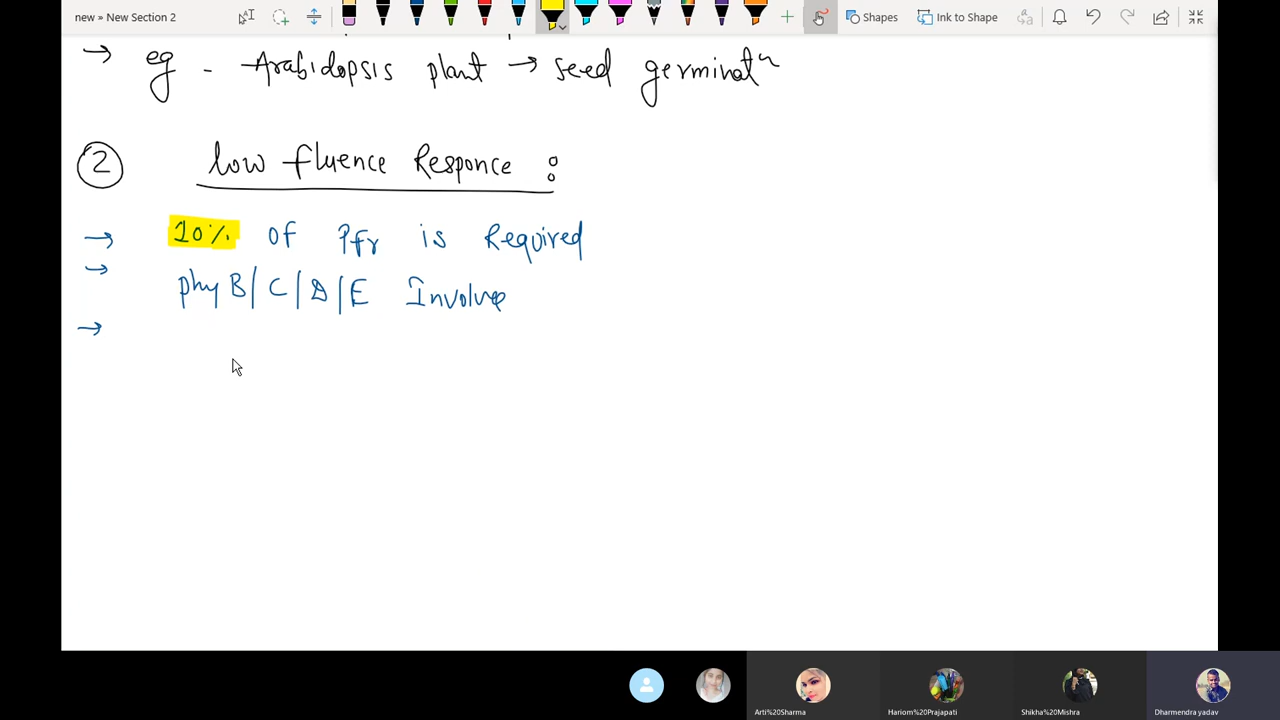 new » New Section 2
Shapes
Ink to Shape
→ eg - Arabidopsis plant → seed germinatn
2 low fluence Responce :
→ 10% of Pfr is Required
→ phy B/ C/ D/ E Involve
→
Arti%20Sharma
Hariom%20Prajapati
Shikha%20Mishra
Dharmendra yadav